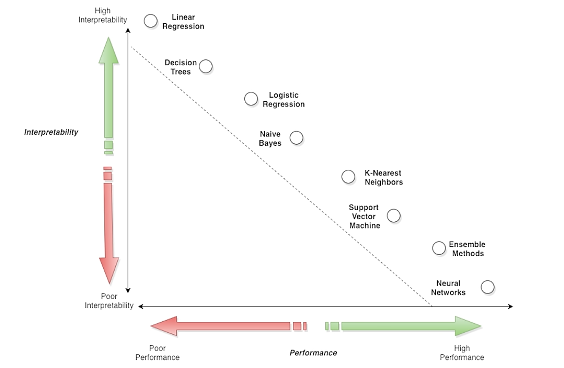 High
Interpretability
Linear
Regression
Decision
Trees
Logistic
Regression
Interpretability
Naive
Bayes
K-Nearest
Neighbors
Support
Vector
Machine
Ensemble
Methods
Neural
Networks
Poor
Interpretability
Poor
Performance
Performance
High
Performance